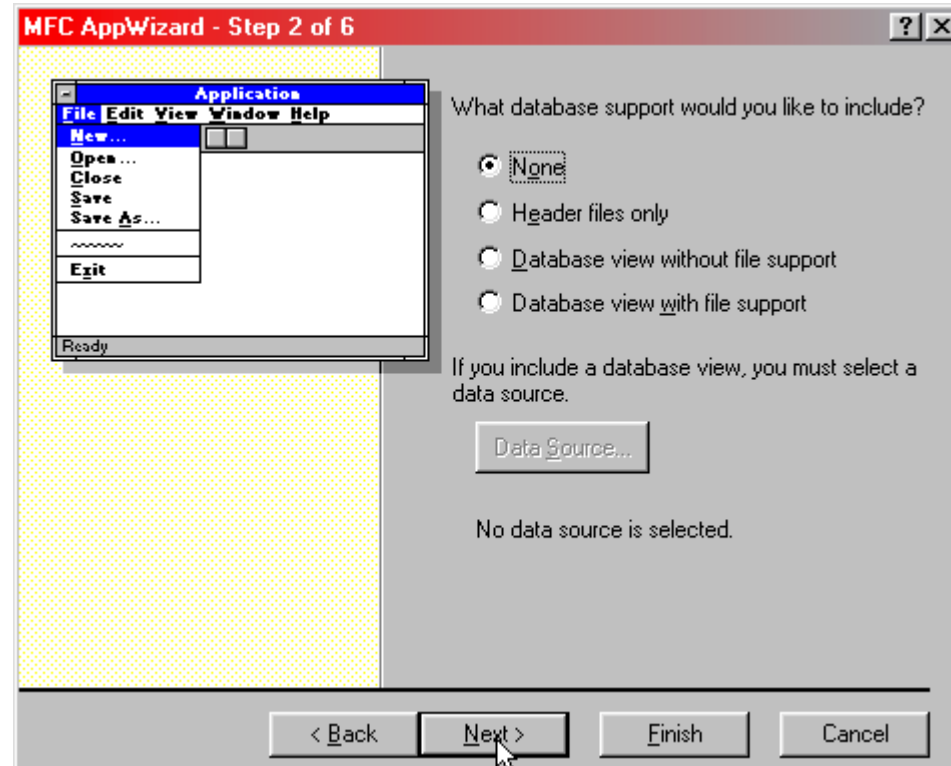 MFC AppWizard - Step 2 of 6
Application
File Edit View Window Help
New...
Open...
Close
Save
Save As...
Exit
Ready
What database support would you like to include?
None
Header files only
Database view without file support
Database view with file support
If you include a database view, you must select a
data source.
Data Source...
No data source is selected.
< Back
Next >
Finish
Cancel